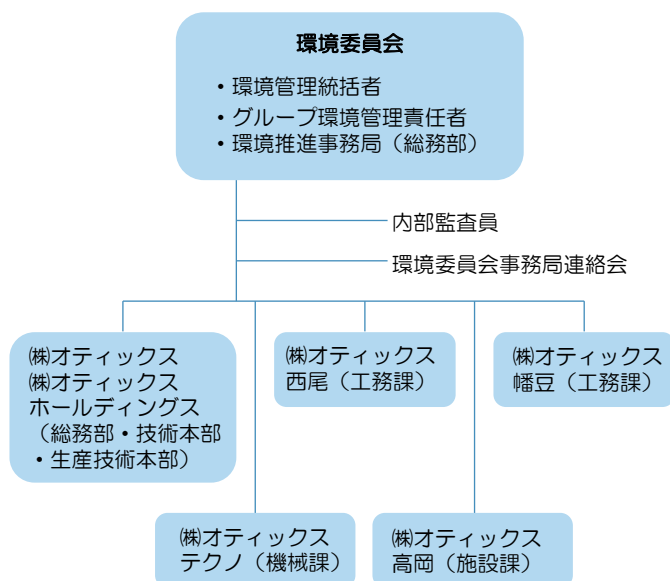 環境委員会
・環境管理統括者
・グループ環境管理責任者
・環境推進事務局（総務部）
内部監査員
環境委員会事務局連絡会
㈱オティックス
㈱オティックス
ホールディングス
（総務部・技術本部
・生産技術本部）
㈱オティックス
西尾（工務課）
㈱オティックス
幡豆（工務課）
㈱オティックス
テクノ（機械課）
㈱オティックス
高岡（施設課）